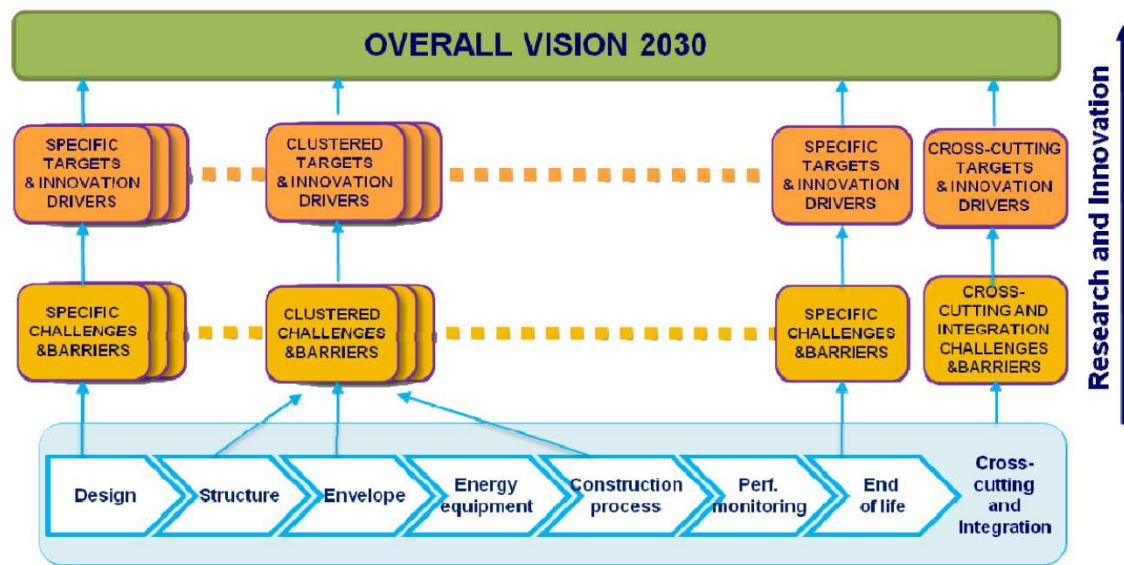 OVERALL VISION 2030
SPECIFIC
TARGETS
& INNOVATION
DRIVERS
CLUSTERED
TARGETS
& INNOVATION
DRIVERS
SPECIFIC
TARGETS
& INNOVATION
DRIVERS
CROSS-CUTTING
TARGETS
& INNOVATION
DRIVERS
SPECIFIC
CHALLENGES
&BARRIERS
CLUSTERED
CHALLENGES
&BARRIERS
SPECIFIC
CHALLENGES
&BARRIERS
CROSS-
CUTTING AND
INTEGRATION
CHALLENGES
&BARRIERS
Design
Structure
Envelope
Energy
equipment
Construction
process
Perf.
monitoring
End
of life
Cross-
cutting
and
Integration
Research and Innovation